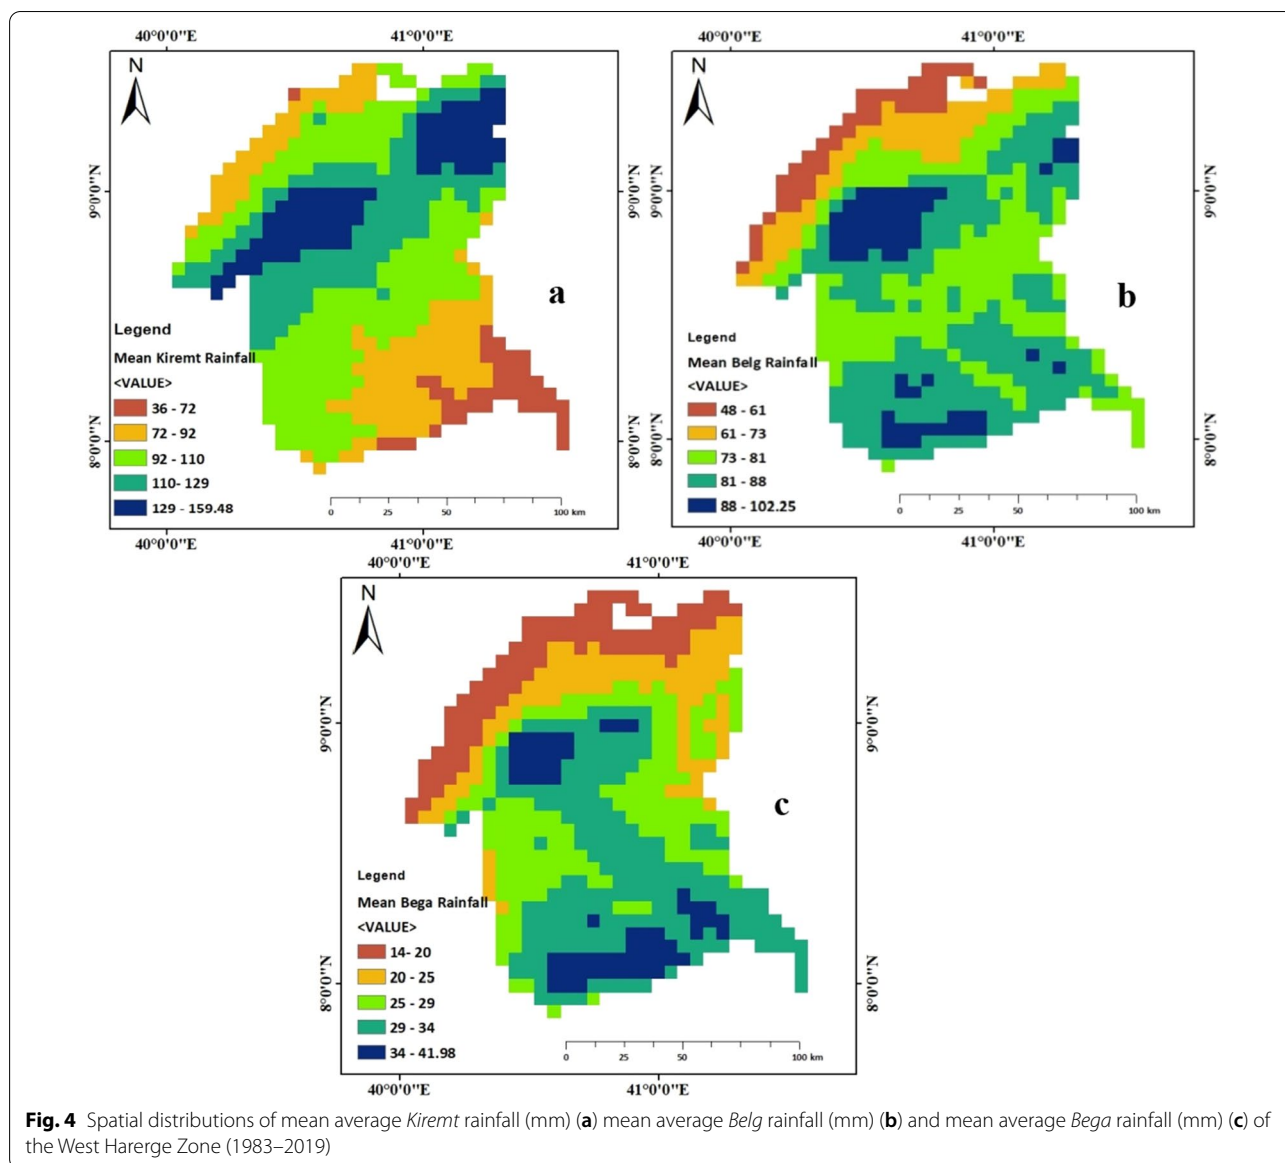 40°0'0"E 41°0'0"E
N
9°0'0"N 9°0'0"N
a
Legend
Mean Kiremt Rainfall
<VALUE>
36 - 72
72 - 92
92 - 110
110- 129
129 - 159.48
8°0'0"N 8°0'0"N
0 25 50 100 km
40°0'0"E 41°0'0"E
40°0'0"E 41°0'0"E
N
9°0'0"N 9°0'0"N
b
Legend
Mean Belg Rainfall
<VALUE>
48 - 61
61 - 73
73 - 81
81 - 88
88 - 102.25
8°0'0"N 8°0'0"N
0 25 50 100 km
40°0'0"E 41°0'0"E
40°0'0"E 41°0'0"E
N
9°0'0"N 9°0'0"N
c
Legend
Mean Bega Rainfall
<VALUE>
14- 20
20 - 25
25 - 29
29 - 34
34 - 41.98
8°0'0"N 8°0'0"N
0 25 50 100 km
40°0'0"E 41°0'0"E
Fig. 4 Spatial distributions of mean average Kiremt rainfall (mm) (a) mean average Belg rainfall (mm) (b) and mean average Bega rainfall (mm) (c) of
the West Harerge Zone (1983–2019)